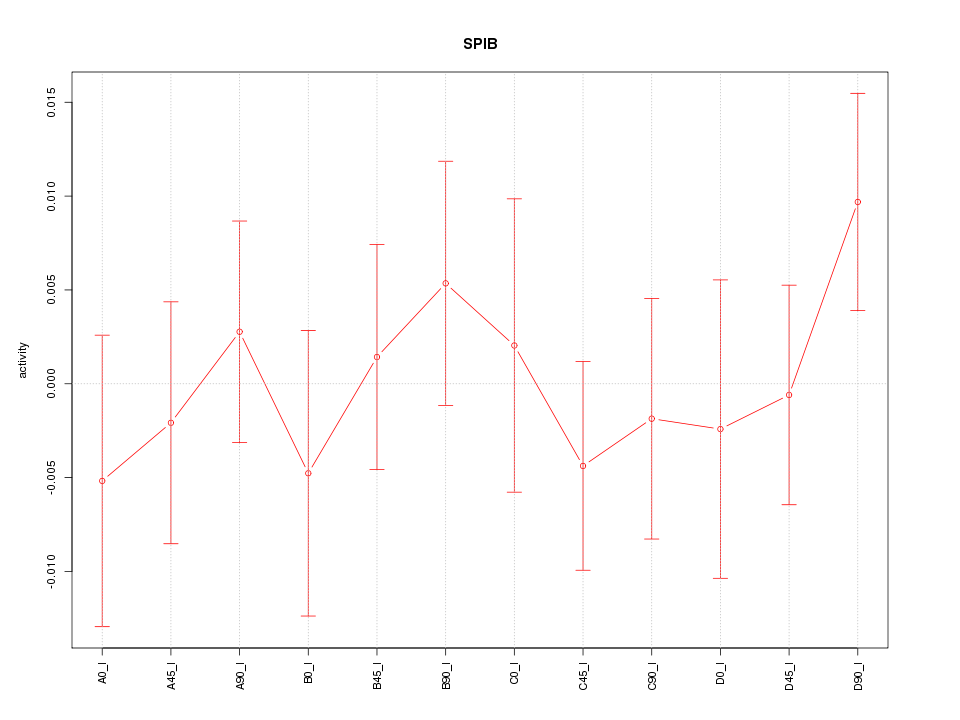 SPIB
activity
0.015
0.010
0.005
0.000
-0.005
-0.010
A0_I
A45_I
A90_I
B0_I
B45_I
B90_I
C0_I
C45_I
C90_I
D0_I
D45_I
D90_I